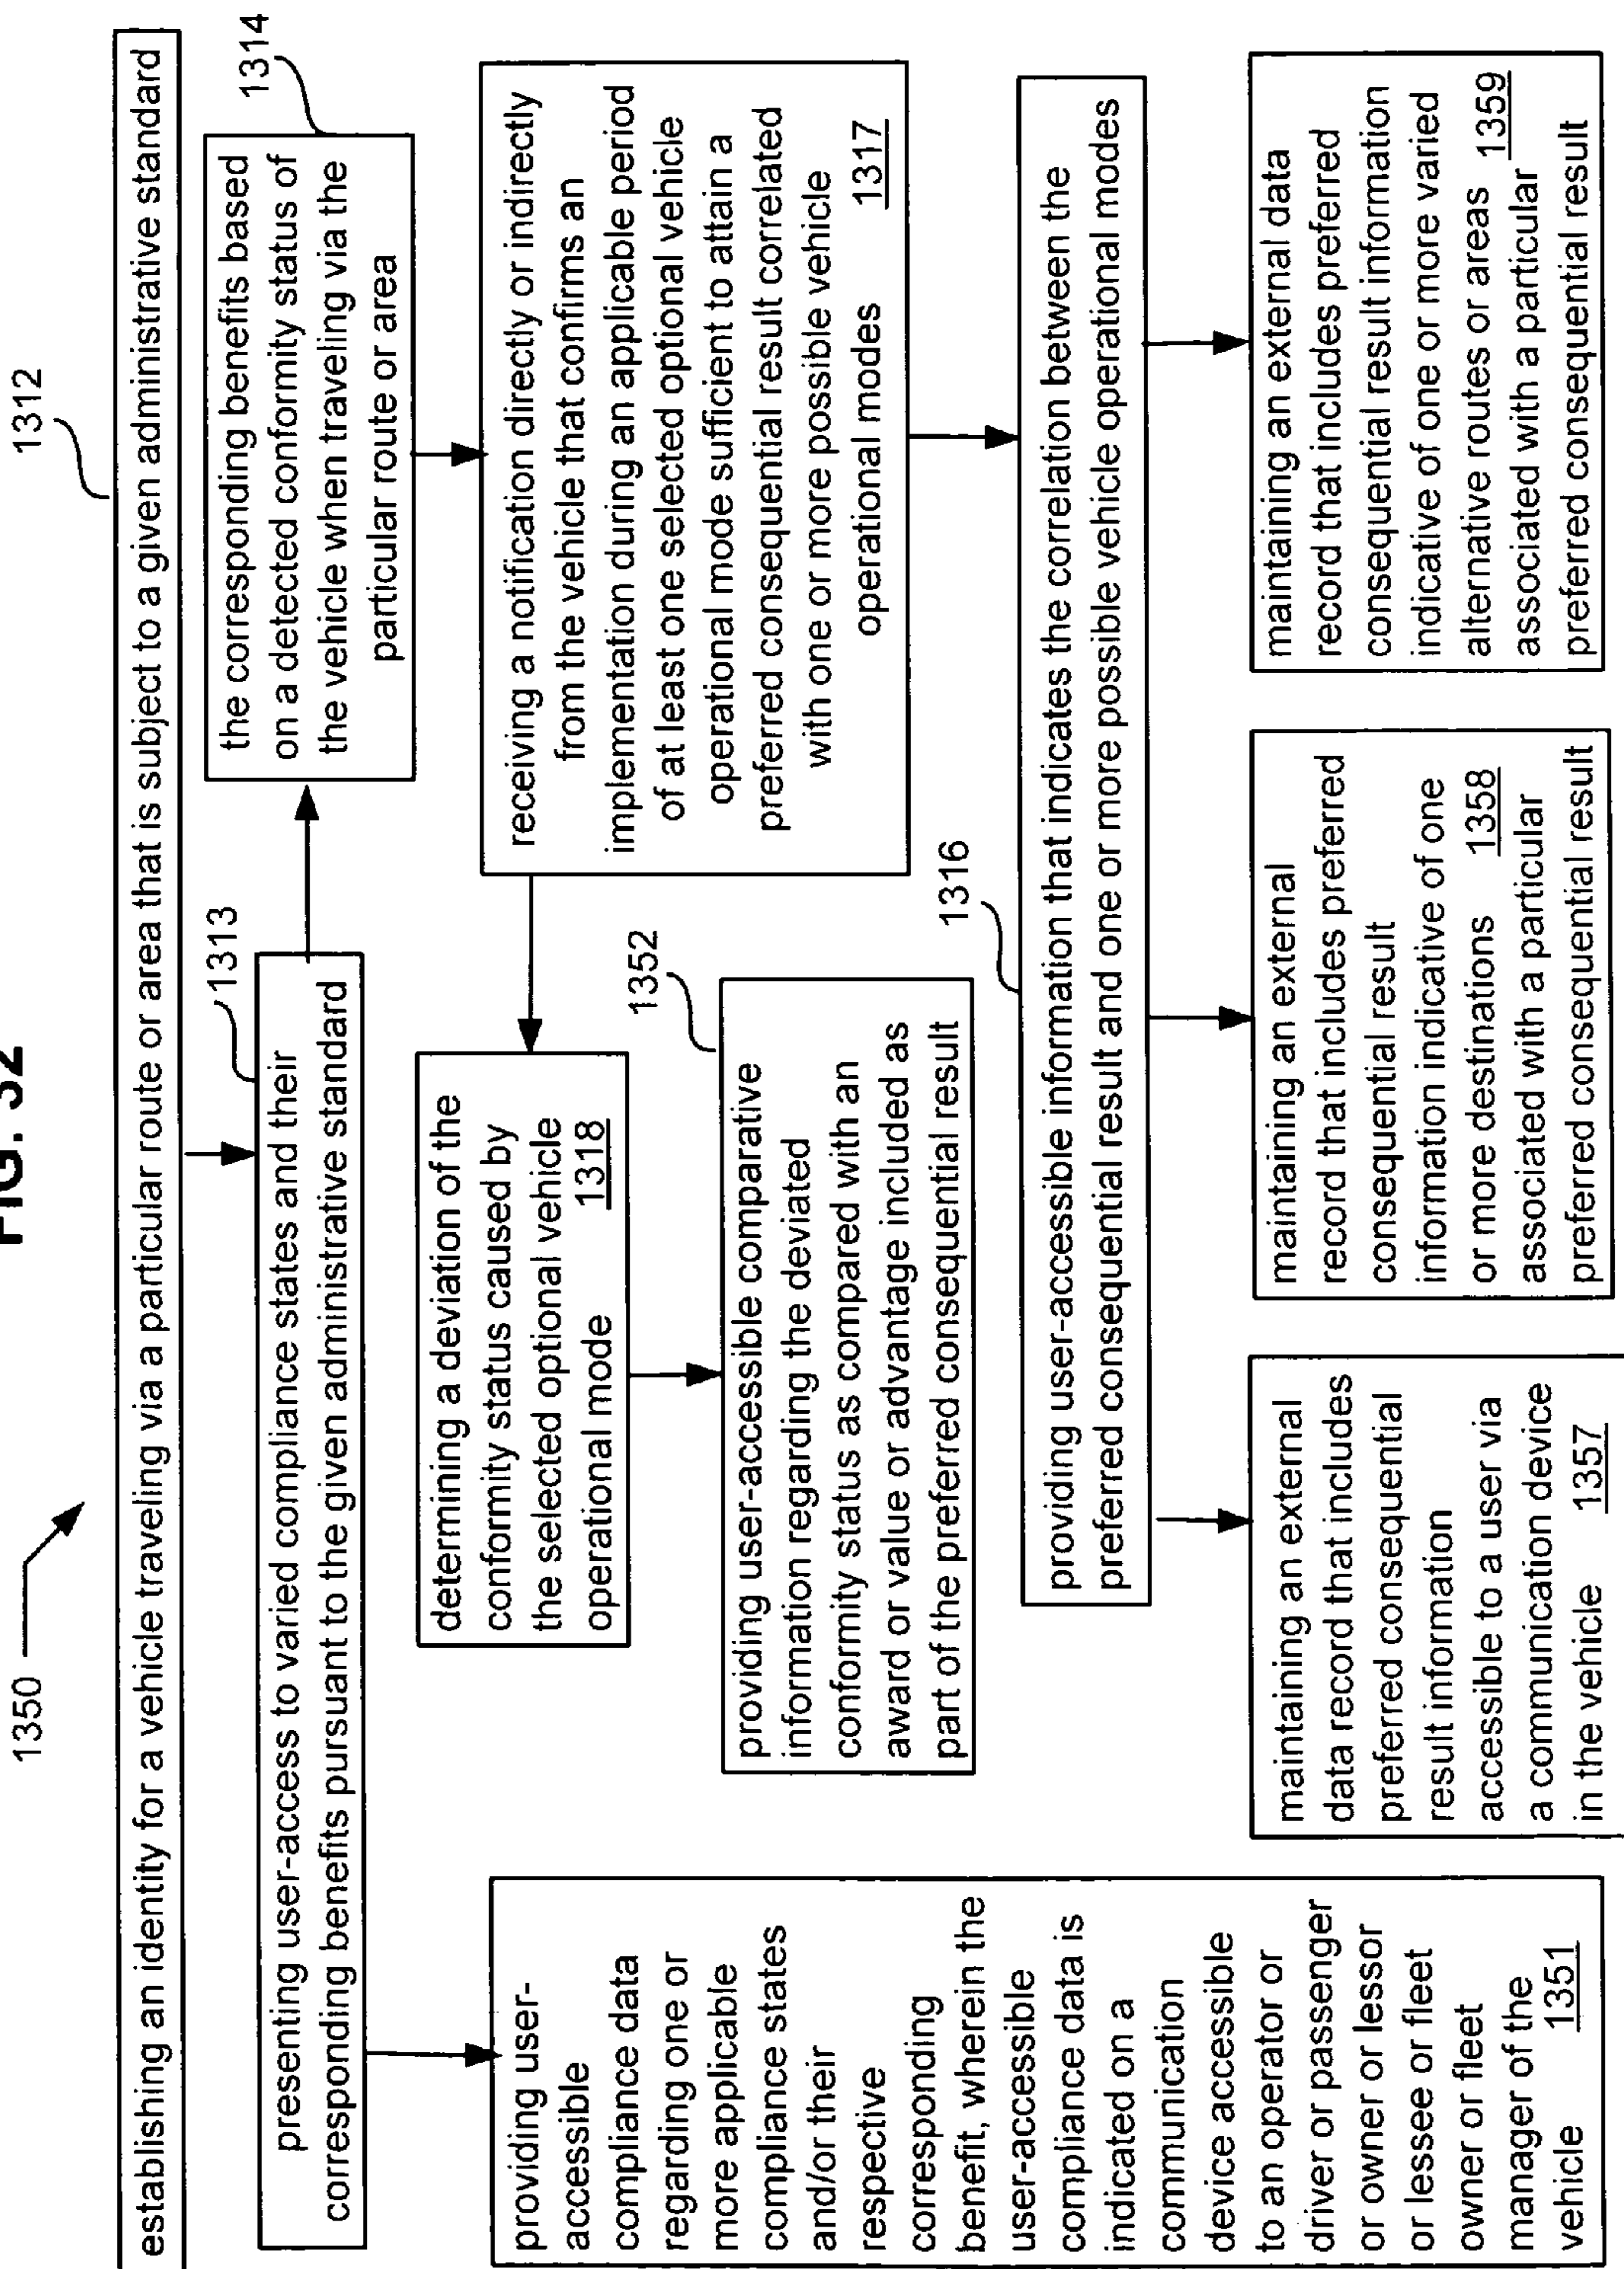 FIG. 32
1350
1312
establishing an identity for a vehicle traveling via a particular route or area that is subject to a given administrative standard
1313
presenting user-access to varied compliance states and their
corresponding benefits pursuant to the given administrative standard
1314
the corresponding benefits based
on a detected conformity status of
the vehicle when traveling via the
particular route or area
providing user-
accessible
compliance data
regarding one or
more applicable
compliance states
and/or their
respective
corresponding
benefit, wherein the
user-accessible
compliance data is
indicated on a
communication
device accessible
to an operator or
driver or passenger
or owner or lessor
or lessee or fleet
owner or fleet
manager of the
vehicle 1351
determining a deviation of the
conformity status caused by
the selected optional vehicle
operational mode 1318
receiving a notification directly or indirectly
from the vehicle that confirms an
implementation during an applicable period
of at least one selected optional vehicle
operational mode sufficient to attain a
preferred consequential result correlated
with one or more possible vehicle
operational modes 1317
1352
providing user-accessible comparative
information regarding the deviated
conformity status as compared with an
award or value or advantage included as
part of the preferred consequential result
1316
providing user-accessible information that indicates the correlation between the
preferred consequential result and one or more possible vehicle operational modes
maintaining an external
data record that includes
preferred consequential
result information
accessible to a user via
a communication device
in the vehicle 1357
maintaining an external
record that includes preferred
consequential result
information indicative of one
or more destinations 1358
associated with a particular
preferred consequential result
maintaining an external data
record that includes preferred
consequential result information
indicative of one or more varied
alternative routes or areas 1359
associated with a particular
preferred consequential result